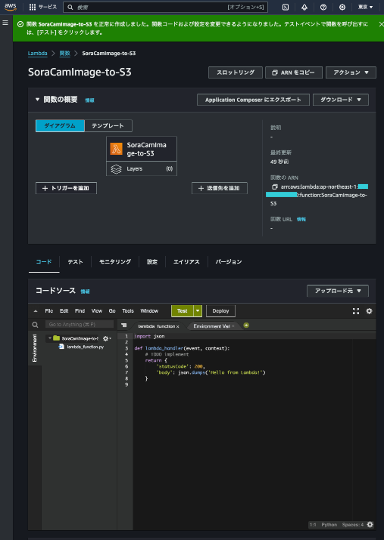 aws
サービス
検索
[オプション+S]
東京
関数 SoraCamImage-to-S3 を正常に作成しました。関数コードおよび設定を変更できるようになりました。テストイベントで関数を呼び出すに
は、[テスト] をクリックします。
Lambda > 関数 > SoraCamImage-to-S3
SoraCamImage-to-S3
スロットリング
ARN をコピー
アクション
関数の概要 情報
Application Composer にエクスポート
ダウンロード
ダイアグラム
テンプレート
SoraCamIma
ge-to-S3
Layers (0)
+ トリガーを追加
+ 送信先を追加
説明
-
最終更新
49 秒前
関数の ARN
arn:aws:lambda:ap-northeast-1:
:function:SoraCamImage-to-
S3
関数 URL 情報
-
コード
テスト
モニタリング
設定
エイリアス
バージョン
コードソース 情報
アップロード元
File Edit Find View Go Tools Window
Test
Deploy
Go to Anything (⌘ P)
lambda_function ×
Environment Var ×
Environment
SoraCamImage-to-S
lambda_function.py
1 import json
2
3 def lambda_handler(event, context):
4 # TODO implement
5 return {
6 'statusCode': 200,
7 'body': json.dumps('Hello from Lambda!')
8 }
9
1:1 Python Spaces: 4